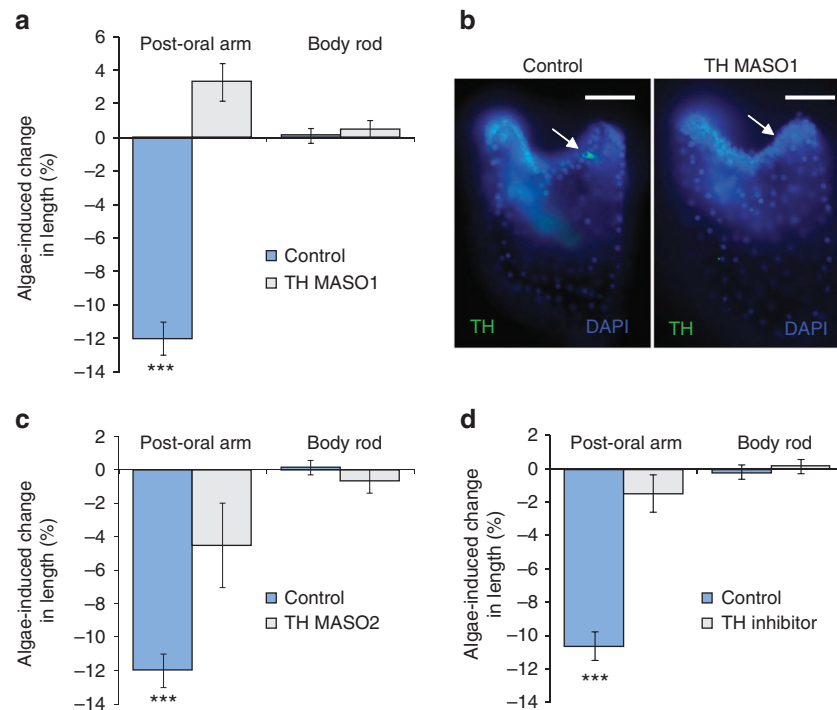 a
6
4
2
0
–2
–4
–6
–8
–10
–12
–14
Algae-induced change
in length (%)
Post-oral arm
Body rod
Control
TH MASO1
***
b
Control
TH MASO1
TH
DAPI
TH
DAPI
c
2
0
–2
–4
–6
–8
–10
–12
–14
Algae-induced change
in length (%)
Post-oral arm
Body rod
Control
TH MASO2
***
d
2
0
–2
–4
–6
–8
–10
–12
–14
Algae-induced change
in length (%)
Post-oral arm
Body rod
Control
TH inhibitor
***